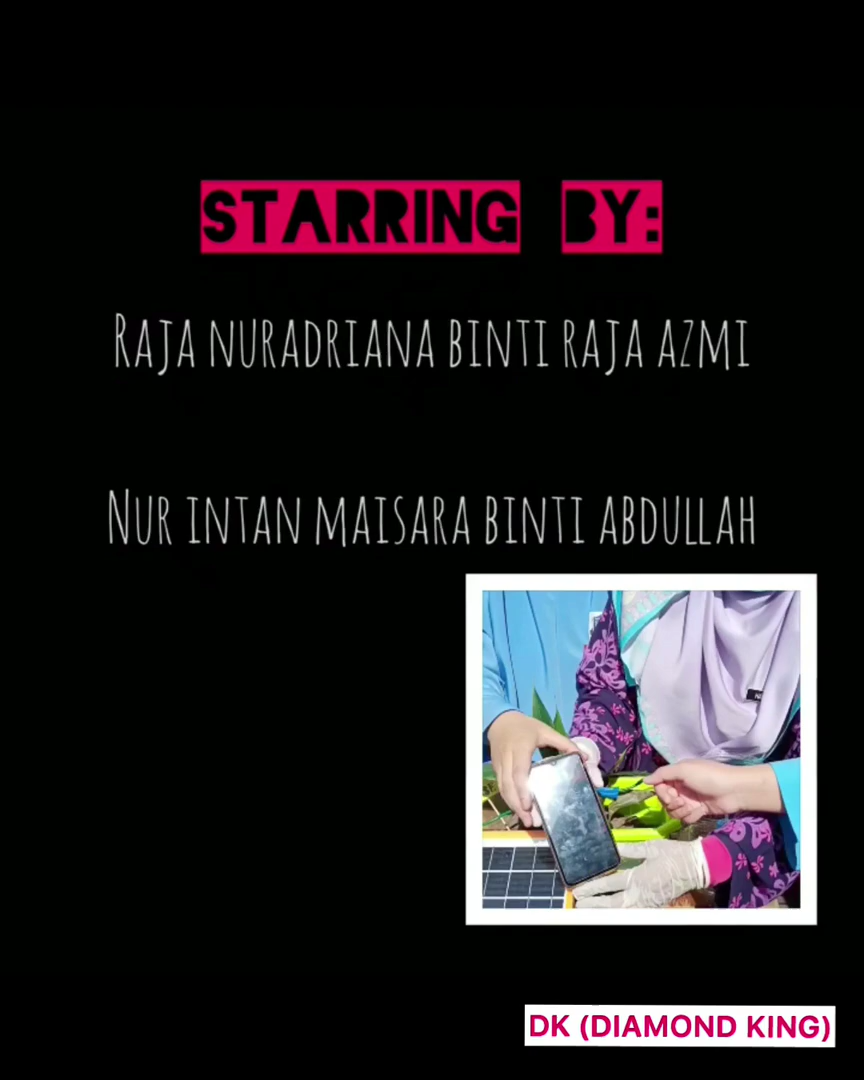 STARRING BY:
RAJA NURADRIANA BINTI RAJA AZMI
NUR INTAN MAISARA BINTI ABDULLAH
DK (DIAMOND KING)